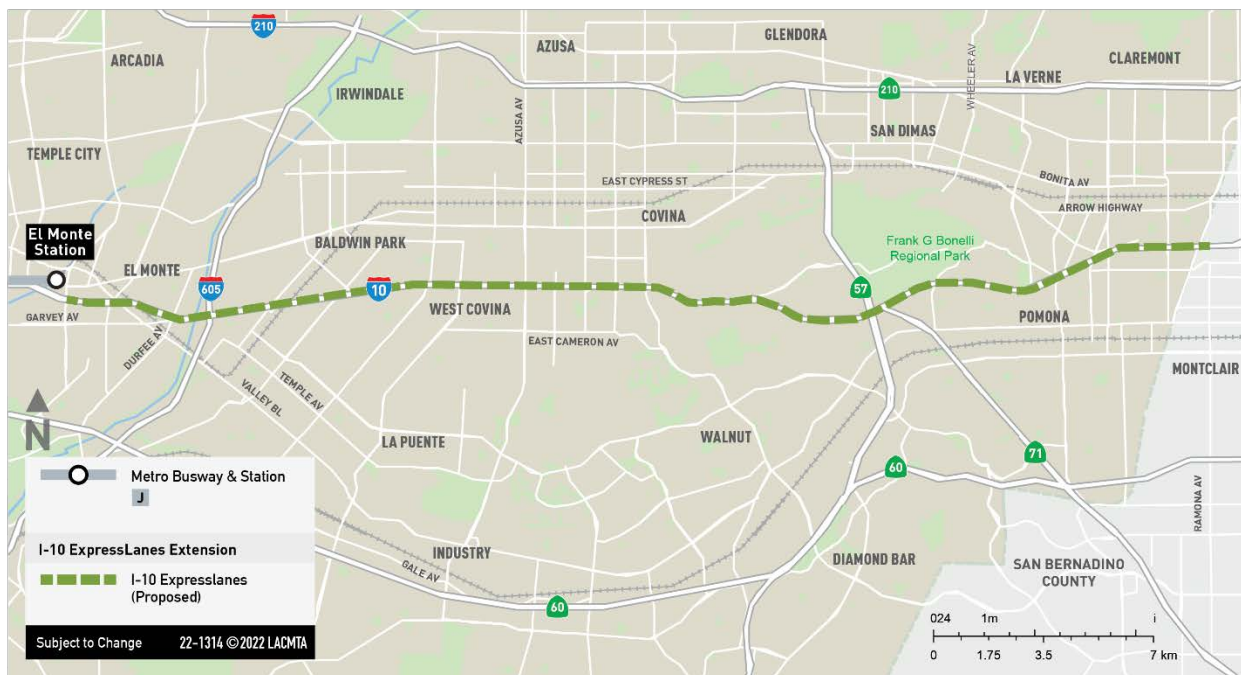 210
ARCADIA
AZUSA
GLENDORA
CLAREMONT
LA VERNE
WHEELER AV
IRWINDALE
210
AZUSA AV
SAN DIMAS
TEMPLE CITY
EAST CYPRESS ST
BONITA AV
ARROW HIGHWAY
COVINA
El Monte
Station
BALDWIN PARK
Frank G Bonelli
Regional Park
EL MONTE
605
10
57
GARVEY AV
WEST COVINA
POMONA
DURFEE AV
EAST CAMERON AV
MONTCLAIR
TEMPLE AV
VALLEY BL
N
LA PUENTE
WALNUT
71
60
RAMONA AV
Metro Busway & Station
J
I-10 ExpressLanes Extension
I-10 Expresslanes
(Proposed)
Subject to Change 22-1314 ©2022 LACMTA
INDUSTRY
GALE AV
60
DIAMOND BAR
SAN BERNADINO
COUNTY
024 1m i
0 1.75 3.5 7 km